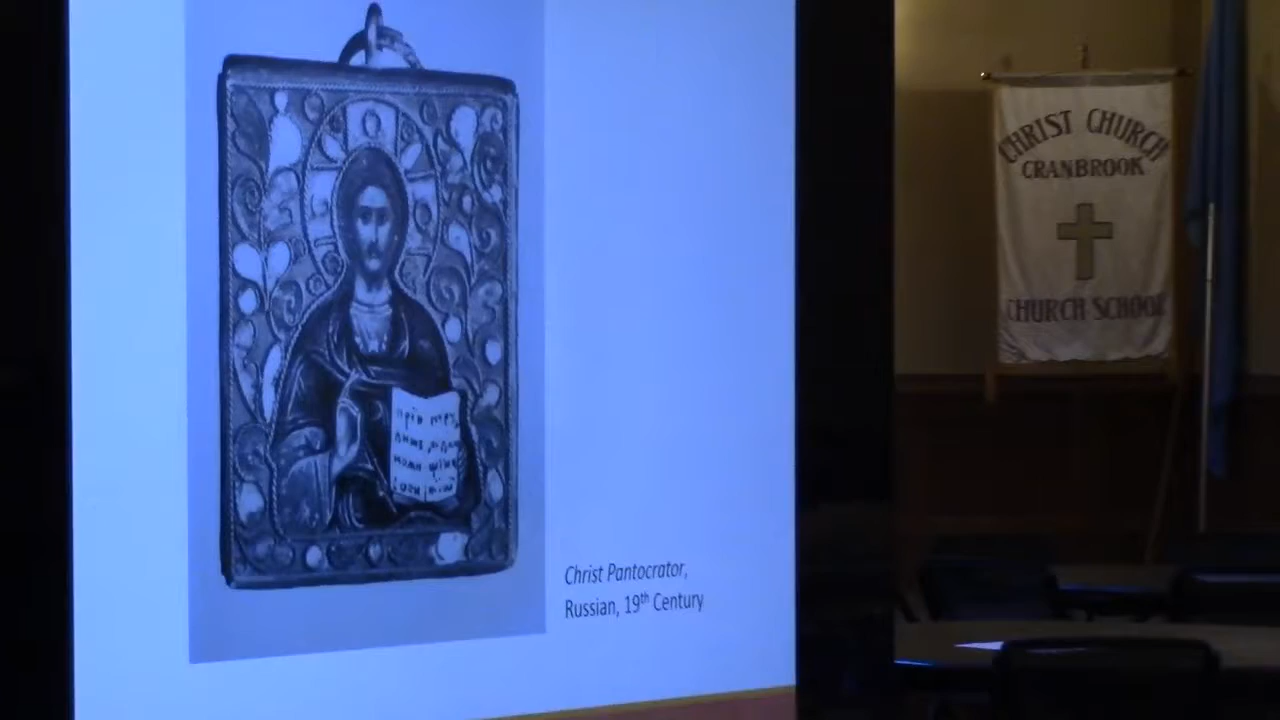 Christ Pantocrator,
Russian, 19th Century
CHRIST CHURCH
CRANBROOK
CHURCH SCHOOL